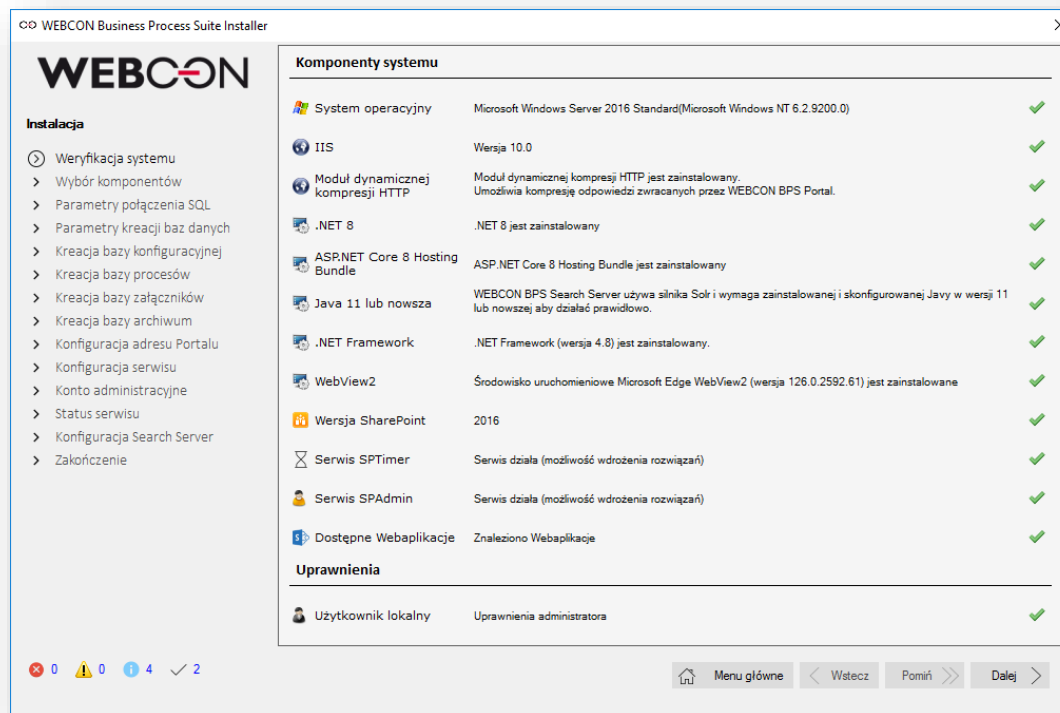 WEBCON Business Process Suite Installer
WEBCON
Instalacja
Weryfikacja systemu
Wybór komponentów
Parametry połączenia SQL
Parametry kreacji baz danych
Kreacja bazy konfiguracyjnej
Kreacja bazy procesów
Kreacja bazy załączników
Kreacja bazy archiwum
Konfiguracja adresu Portalu
Konfiguracja serwisu
Konto administracyjne
Status serwisu
Konfiguracja Search Server
Zakończenie
Komponenty systemu
System operacyjny Microsoft Windows Server 2016 Standard(Microsoft Windows NT 6.2.9200.0)
IIS Wersja 10.0
Moduł dynamicznej
kompresji HTTP
Moduł dynamicznej kompresji HTTP jest zainstalowany.
Umożliwia kompresję odpowiedzi zwracanych przez WEBCON BPS Portal.
.NET 8 .NET 8 jest zainstalowany
ASP.NET Core 8 Hosting
Bundle
ASP.NET Core 8 Hosting Bundle jest zainstalowany
Java 11 lub nowsza
WEBCON BPS Search Server używa silnika Solr i wymaga zainstalowanej i skonfigurowanej Javy w wersji 11
lub nowszej aby działać prawidłowo.
.NET Framework .NET Framework (wersja 4.8) jest zainstalowany.
WebView2 Środowisko uruchomieniowe Microsoft Edge WebView2 (wersja 126.0.2592.61) jest zainstalowane
Wersja SharePoint 2016
Serwis SPTimer Serwis działa (możliwość wdrożenia rozwiązań)
Serwis SPAdmin Serwis działa (możliwość wdrożenia rozwiązań)
Dostępne Webaplikacje Znaleziono Webaplikacje
Uprawnienia
Użytkownik lokalny Uprawnienia administratora
0 0 4 2
Menu główne Wstecz Pomiń Dalej